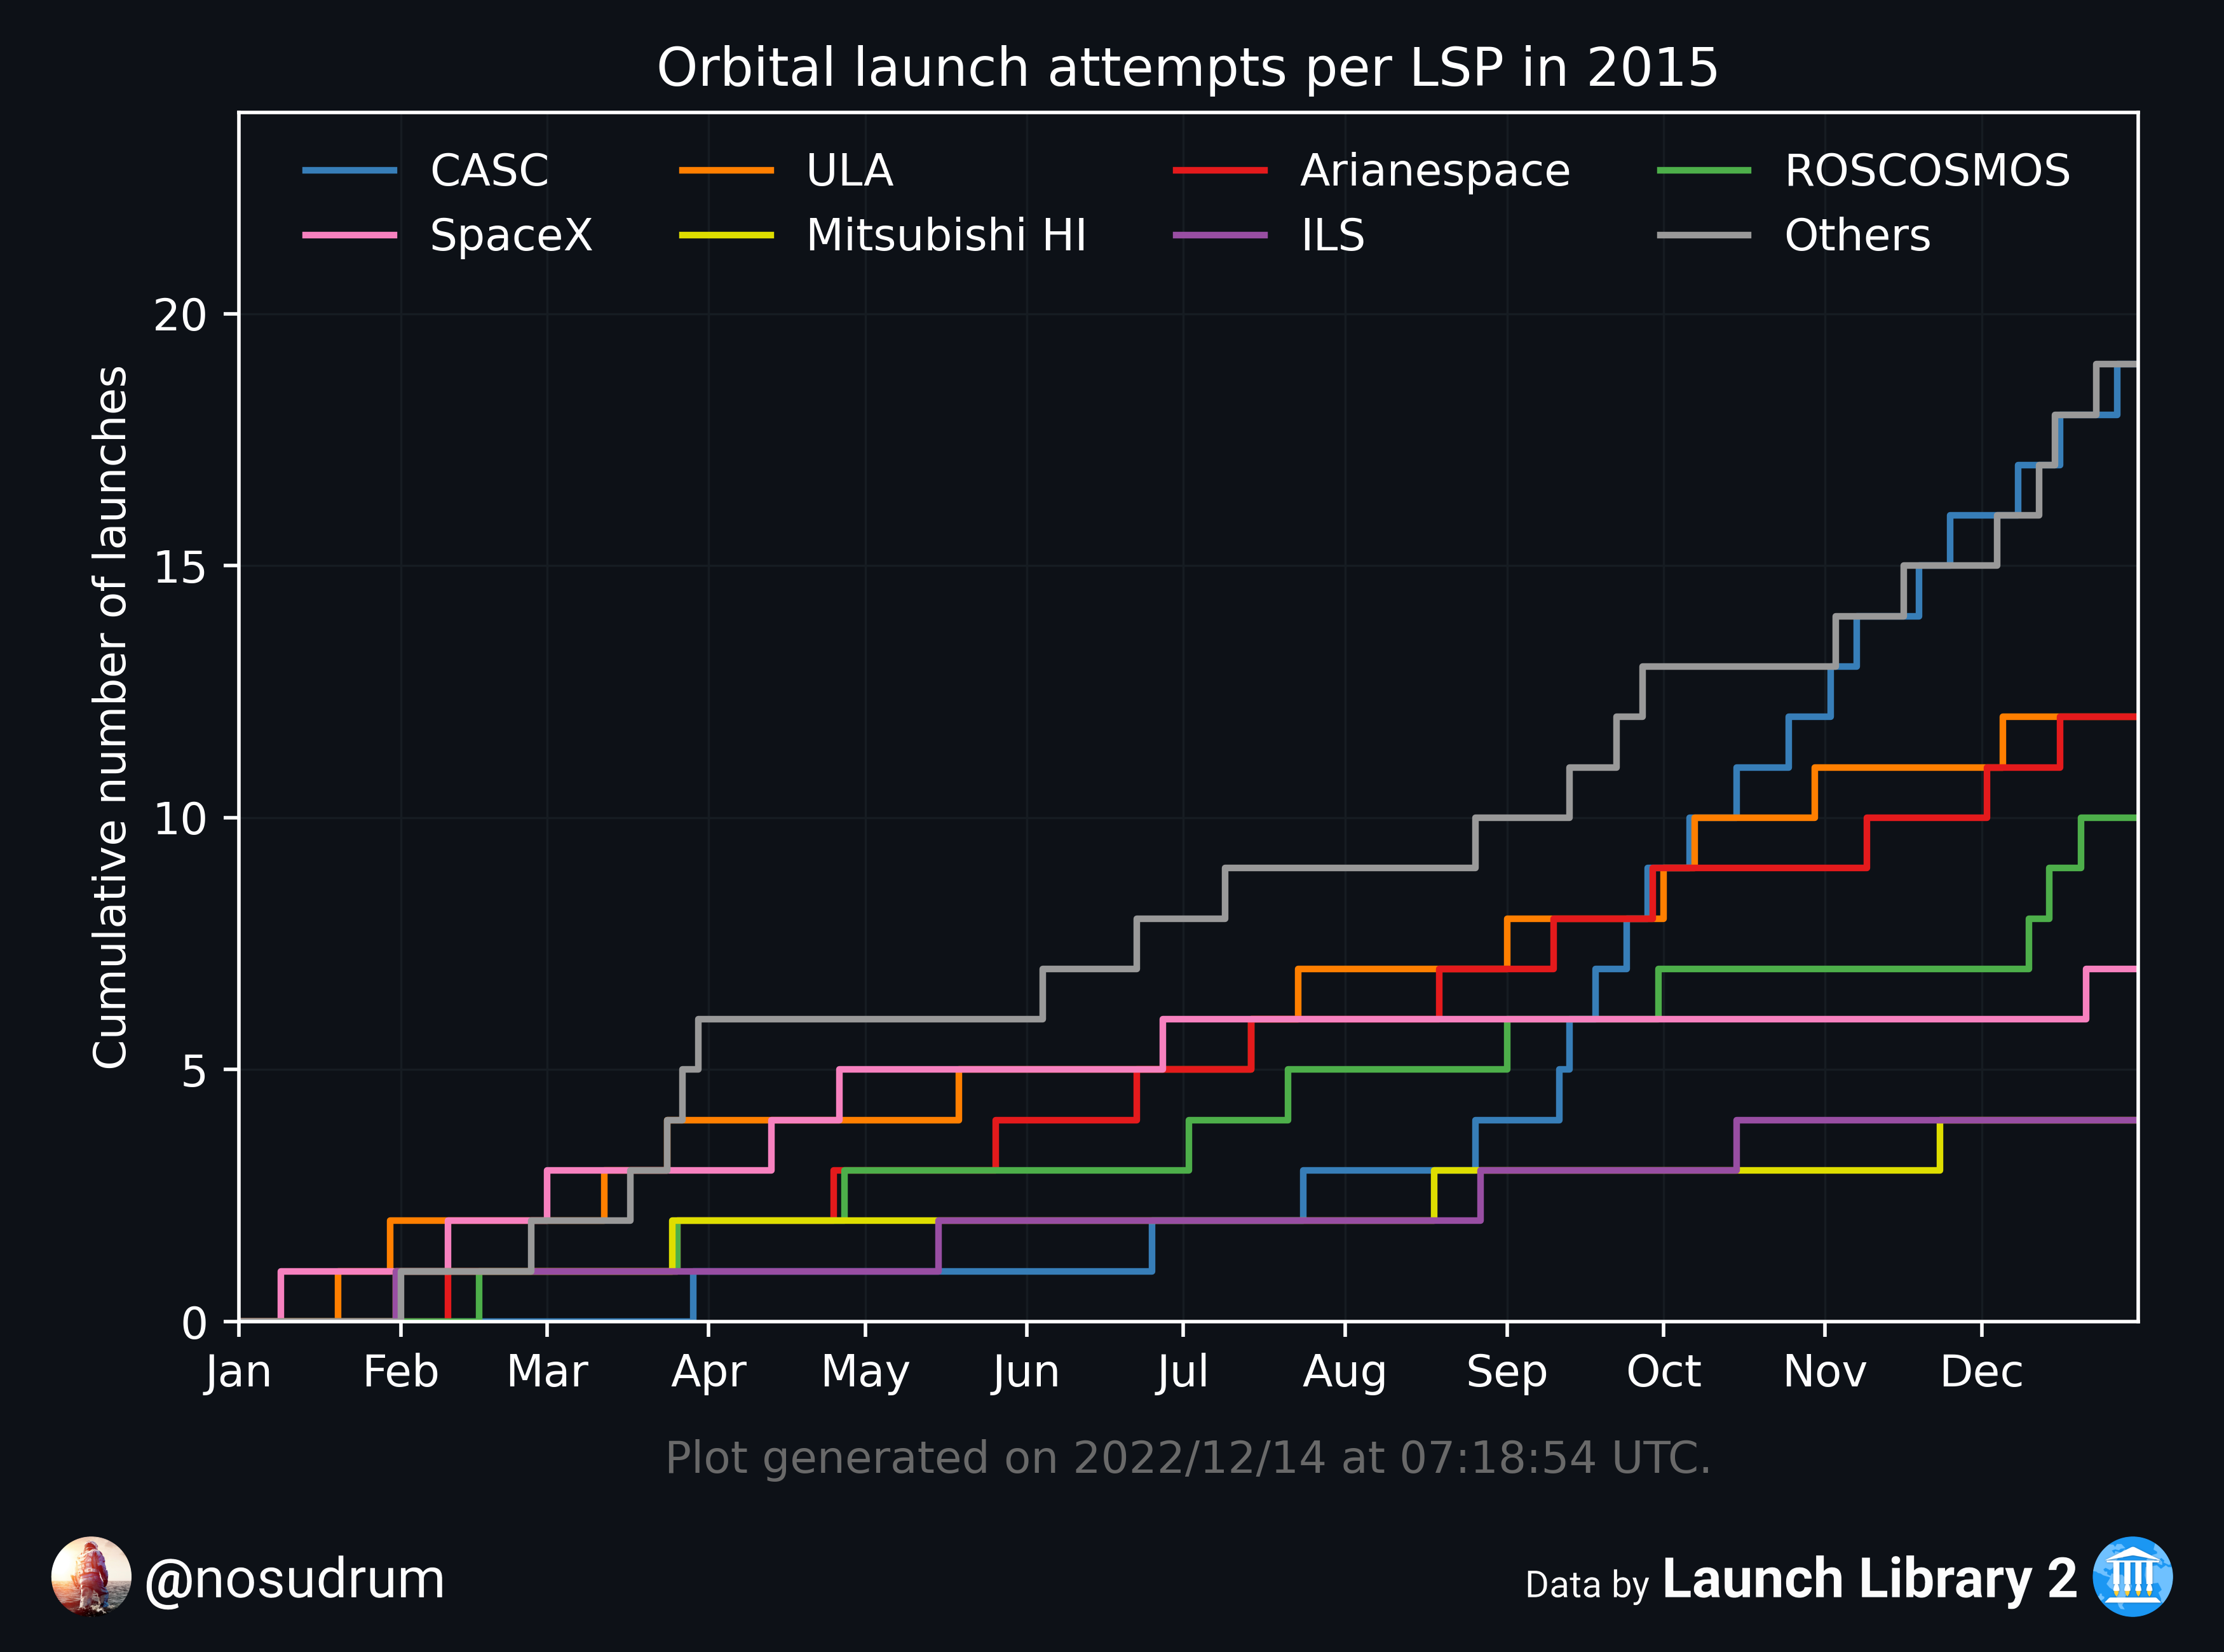 Orbital launch attempts per LSP in 2015
CASC ULA Arianespace ROSCOSMOS
SpaceX Mitsubishi HI ILS Others
Cumulative number of launches
20
15
10
5
0
Jan Feb Mar Apr May Jun Jul Aug Sep Oct Nov Dec
Plot generated on 2022/12/14 at 07:18:54 UTC.
@nosudrum
Data by Launch Library 2